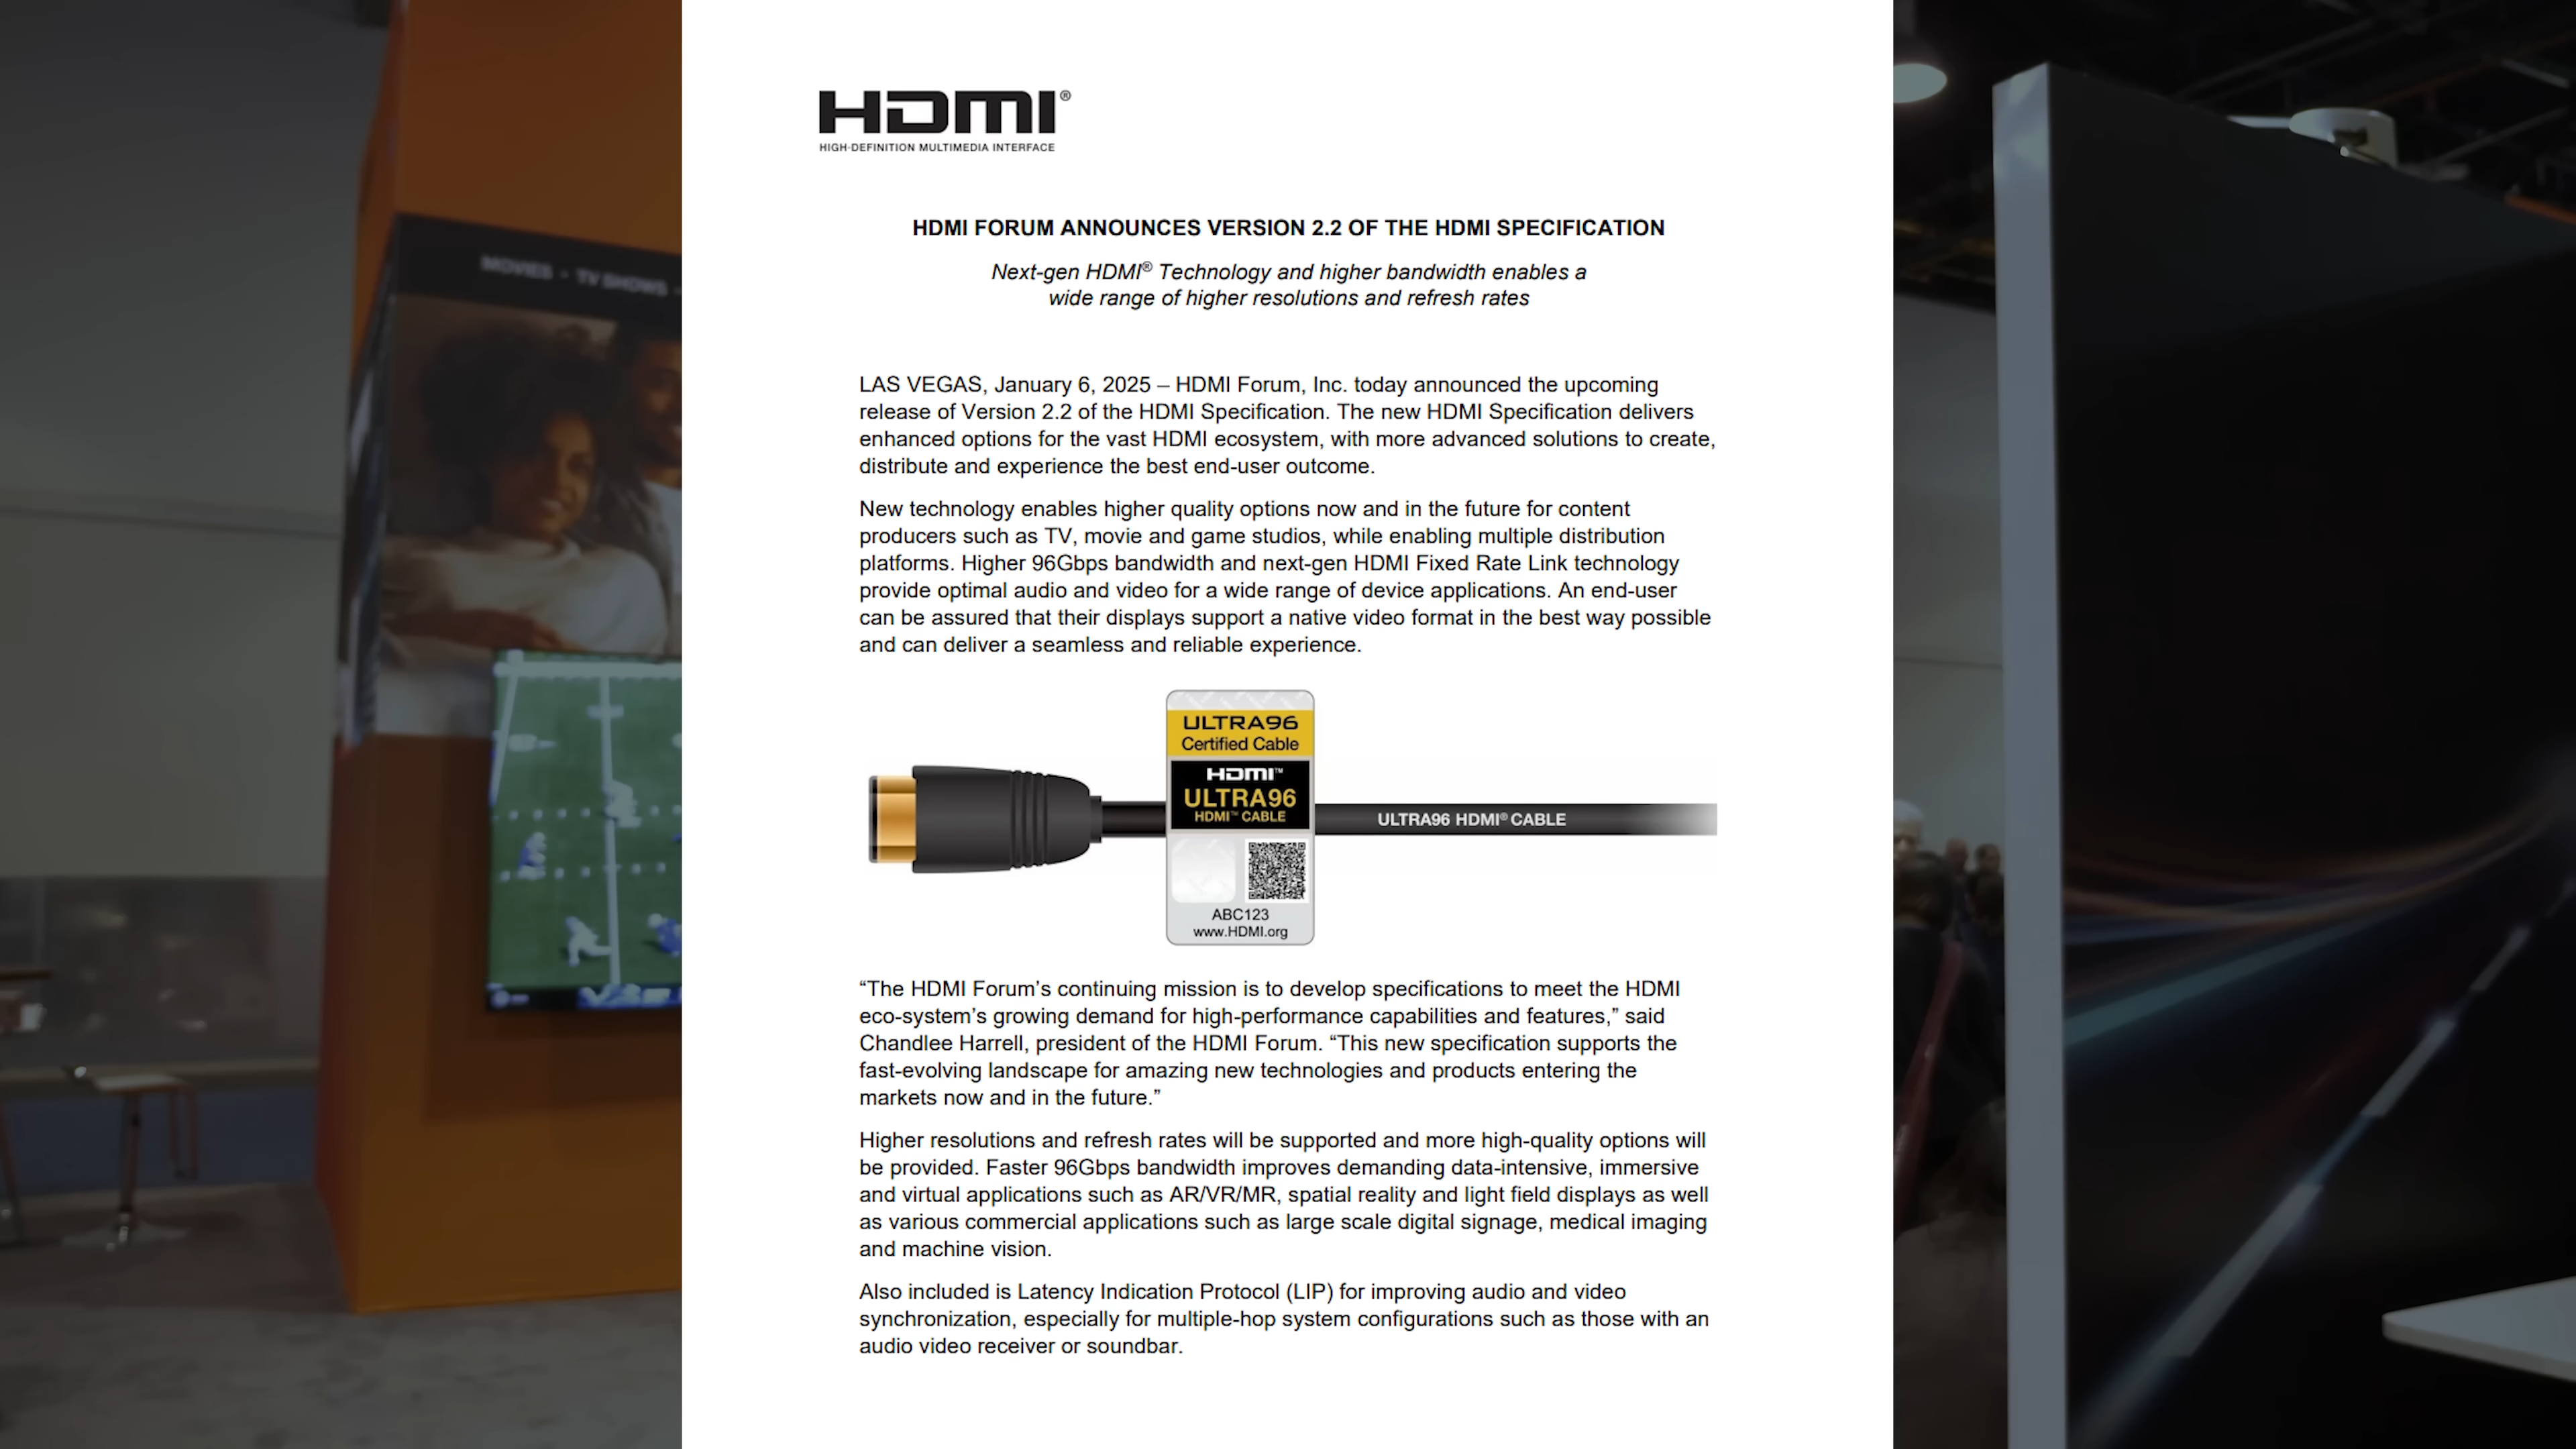 MOVIES - TV SHOWS -
HDMI®
HIGH-DEFINITION MULTIMEDIA INTERFACE
HDMI FORUM ANNOUNCES VERSION 2.2 OF THE HDMI SPECIFICATION
Next-gen HDMI® Technology and higher bandwidth enables a
wide range of higher resolutions and refresh rates
LAS VEGAS, January 6, 2025 – HDMI Forum, Inc. today announced the upcoming
release of Version 2.2 of the HDMI Specification. The new HDMI Specification delivers
enhanced options for the vast HDMI ecosystem, with more advanced solutions to create,
distribute and experience the best end-user outcome.
New technology enables higher quality options now and in the future for content
producers such as TV, movie and game studios, while enabling multiple distribution
platforms. Higher 96Gbps bandwidth and next-gen HDMI Fixed Rate Link technology
provide optimal audio and video for a wide range of device applications. An end-user
can be assured that their displays support a native video format in the best way possible
and can deliver a seamless and reliable experience.
ULTRA96
Certified Cable
HDMI™
ULTRA96
HDMI™ CABLE
ULTRA96 HDMI® CABLE
ABC123
www.HDMI.org
“The HDMI Forum’s continuing mission is to develop specifications to meet the HDMI
eco-system’s growing demand for high-performance capabilities and features,” said
Chandlee Harrell, president of the HDMI Forum. “This new specification supports the
fast-evolving landscape for amazing new technologies and products entering the
markets now and in the future.”
Higher resolutions and refresh rates will be supported and more high-quality options will
be provided. Faster 96Gbps bandwidth improves demanding data-intensive, immersive
and virtual applications such as AR/VR/MR, spatial reality and light field displays as well
as various commercial applications such as large scale digital signage, medical imaging
and machine vision.
Also included is Latency Indication Protocol (LIP) for improving audio and video
synchronization, especially for multiple-hop system configurations such as those with an
audio video receiver or soundbar.